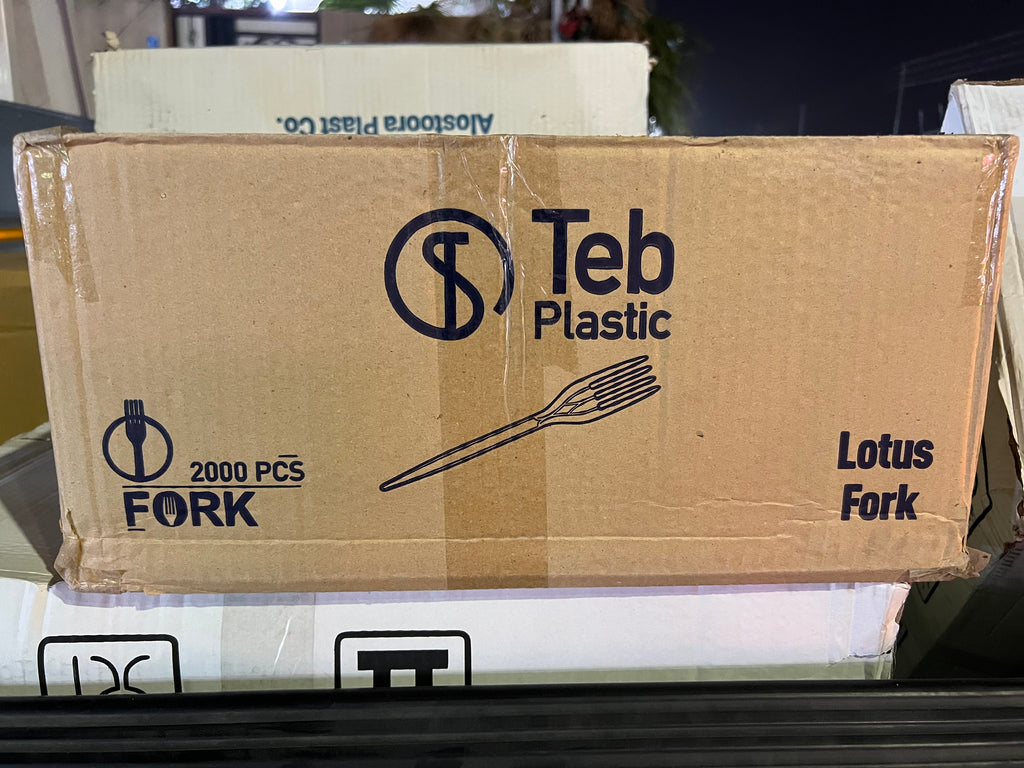 Alostoora Plast Co.
Teb
Plastic
2000 PCS
FORK
Lotus
Fork